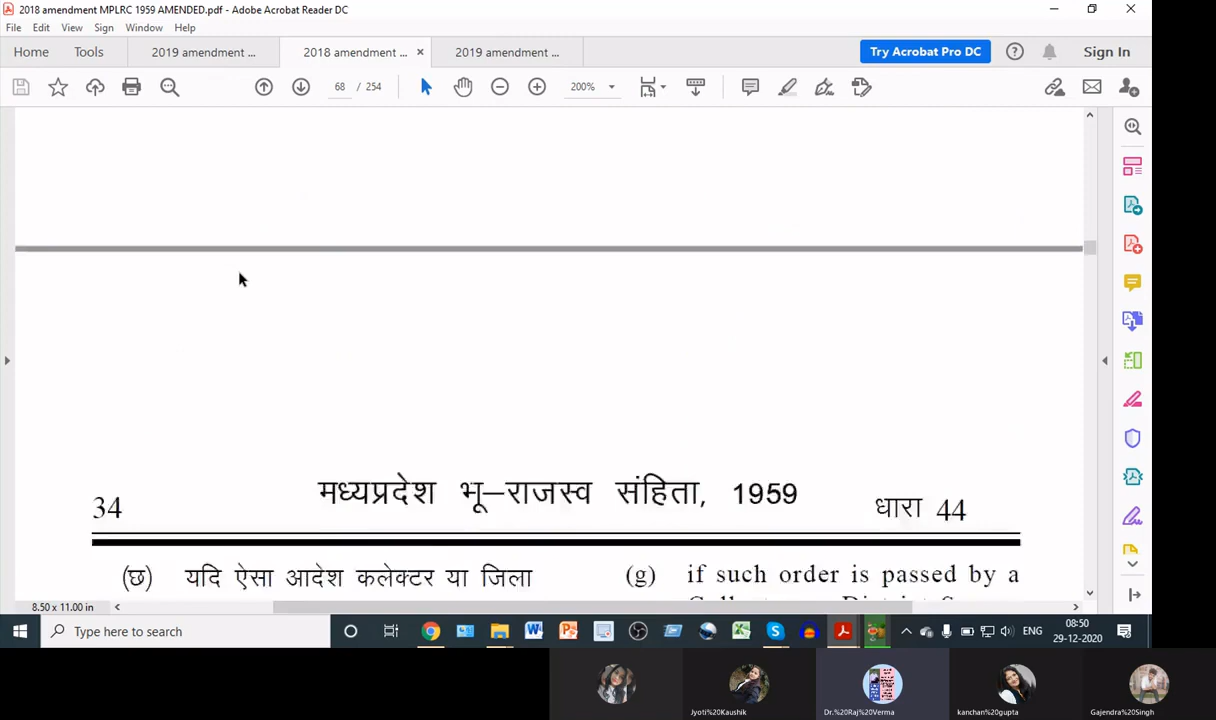 2018 amendment MPLRC 1959 AMENDED.pdf - Adobe Acrobat Reader DC
File Edit View Sign Window Help
Home Tools 2019 amendment ... 2018 amendment ... × 2019 amendment ... Try Acrobat Pro DC Sign In
68 / 254 200%
34 मध्यप्रदेश भू–राजस्व संहिता, 1959 धारा 44
(छ) यदि ऐसा आदेश कलेक्टर या जिला (g) if such order is passed by a
8.50 x 11.00 in
Type here to search ENG 08:50
29-12-2020
Jyoti%20Kaushik Dr.%20Raj%20Verma kanchan%20gupta Gajendra%20Singh